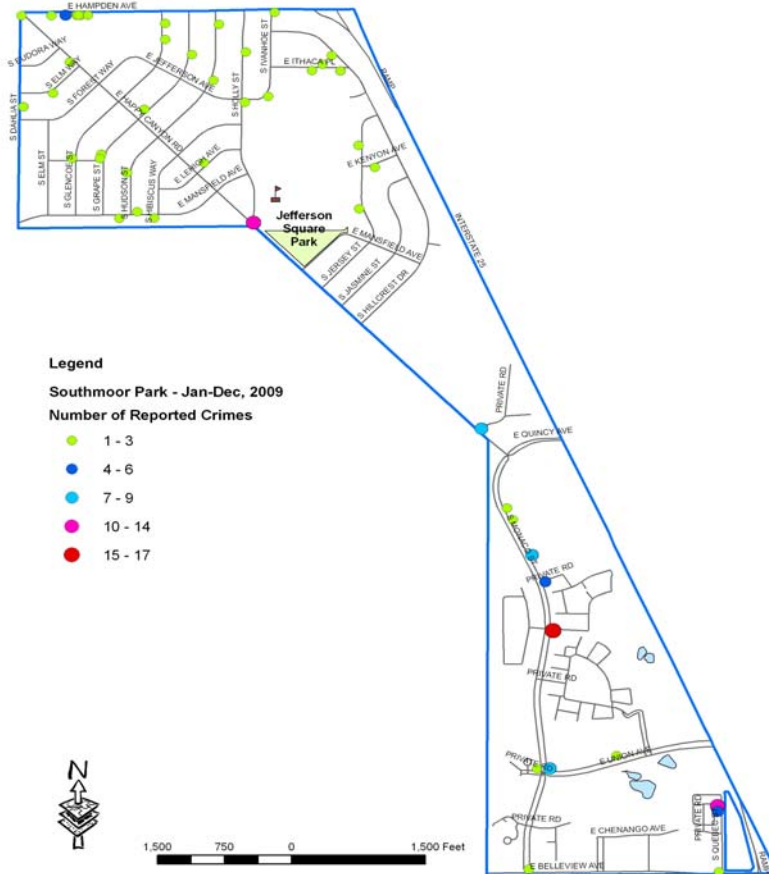 E HAMPDEN AVE
S EUDORA WAY
S ELM WAY
S FOREST WAY
E JEFFERSON AVE
S IVANHOE ST
E ITHACA PL
RAMP
S DAHLIA ST
E HAPPY CANYON RD
S HOLLY ST
S ELM ST
S GLENCOE ST
S GRAPE ST
S HUDSON ST
S HIBISCUS WAY
E LEHIGH AVE
E MANSFIELD AVE
E KENYON AVE
INTERSTATE 25
Jefferson
Square
Park
E MANSFIELD AVE
S JERSEY ST
S JASMINE ST
S HILLCREST DR
Legend
Southmoor Park - Jan-Dec, 2009
Number of Reported Crimes
1 - 3
4 - 6
7 - 9
10 - 14
15 - 17
PRIVATE RD
E QUINCY AVE
PRIVATE RD
PRIVATE RD
PRIVATE RD
E UNION AVE
PRIVATE RD
PRIVATE RD
E CHENANGO AVE
E BELLEVIEW AVE
N
1,500
750
0
1,500 Feet